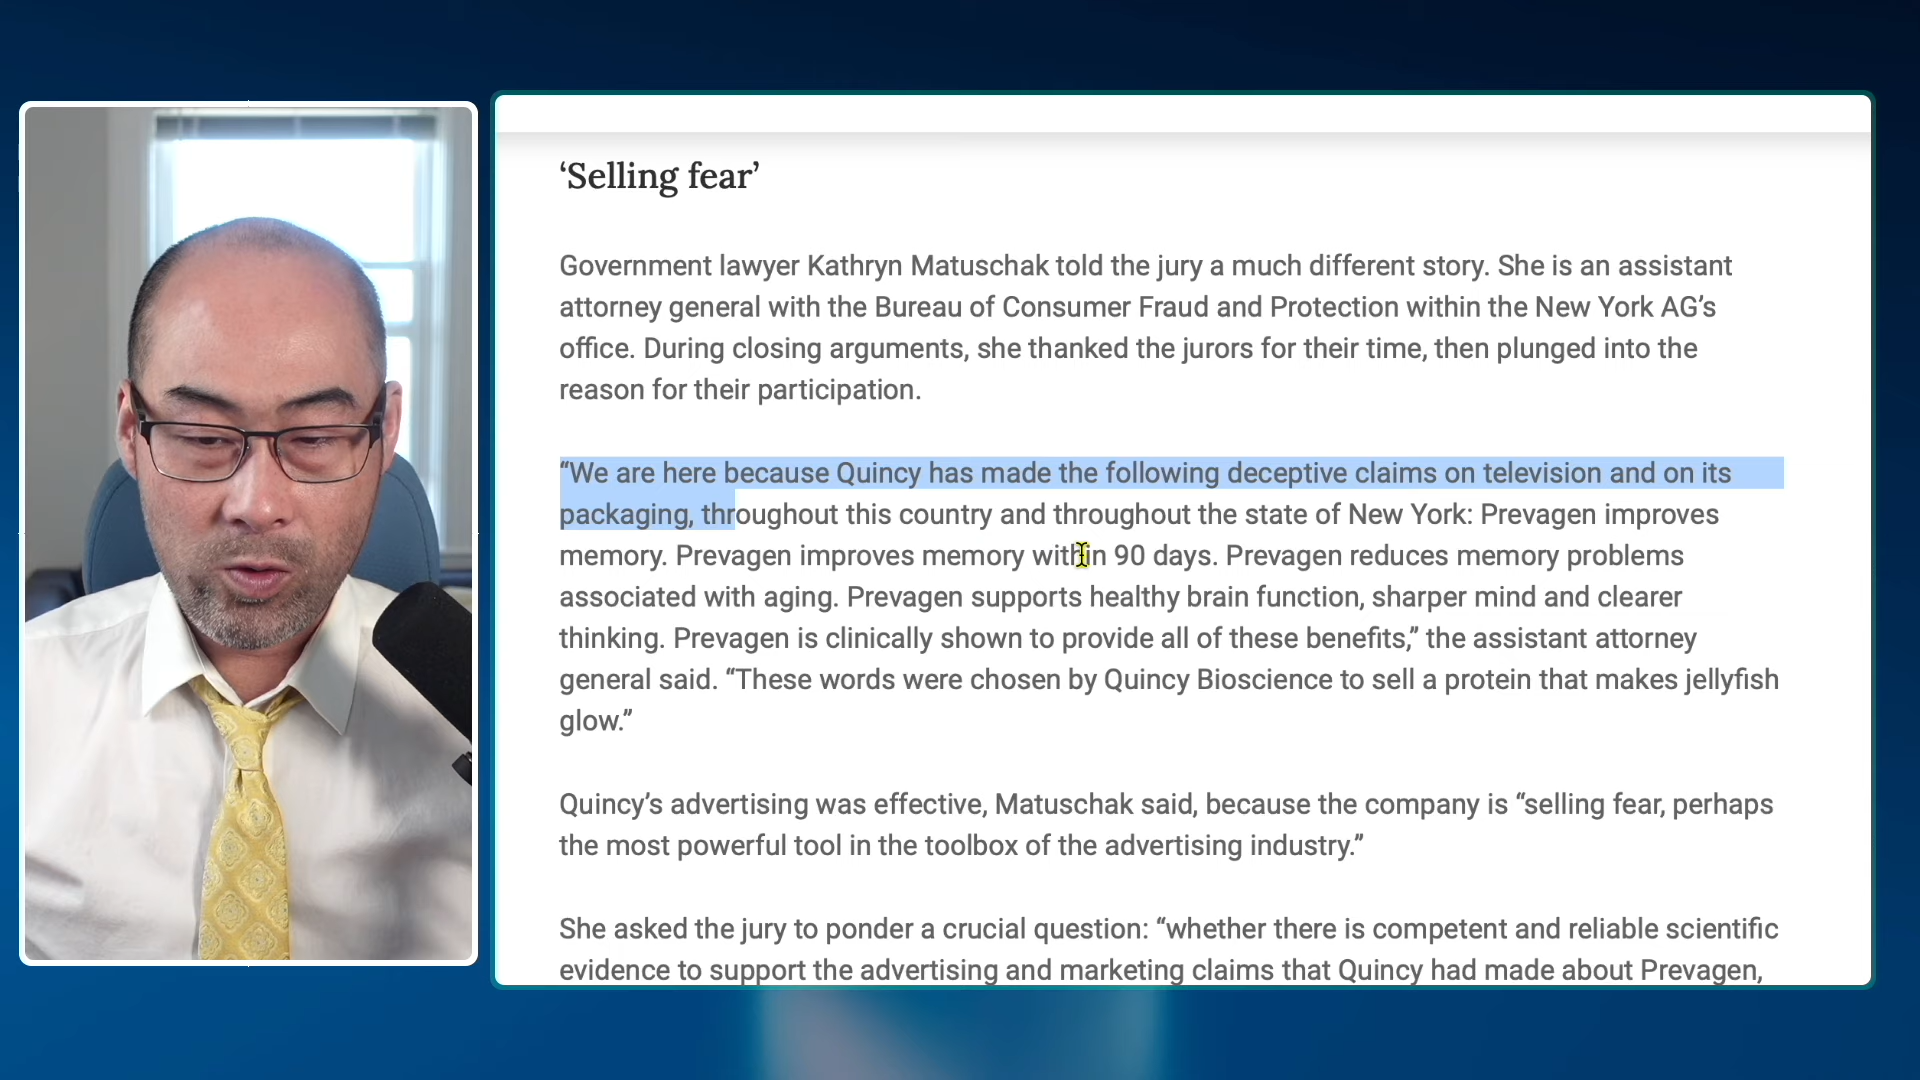 ‘Selling fear’
Government lawyer Kathryn Matuschak told the jury a much different story. She is an assistant
attorney general with the Bureau of Consumer Fraud and Protection within the New York AG’s
office. During closing arguments, she thanked the jurors for their time, then plunged into the
reason for their participation.
“We are here because Quincy has made the following deceptive claims on television and on its
packaging, throughout this country and throughout the state of New York: Prevagen improves
memory. Prevagen improves memory within 90 days. Prevagen reduces memory problems
associated with aging. Prevagen supports healthy brain function, sharper mind and clearer
thinking. Prevagen is clinically shown to provide all of these benefits,” the assistant attorney
general said. “These words were chosen by Quincy Bioscience to sell a protein that makes jellyfish
glow.”
Quincy’s advertising was effective, Matuschak said, because the company is “selling fear, perhaps
the most powerful tool in the toolbox of the advertising industry.”
She asked the jury to ponder a crucial question: “whether there is competent and reliable scientific
evidence to support the advertising and marketing claims that Quincy had made about Prevagen,